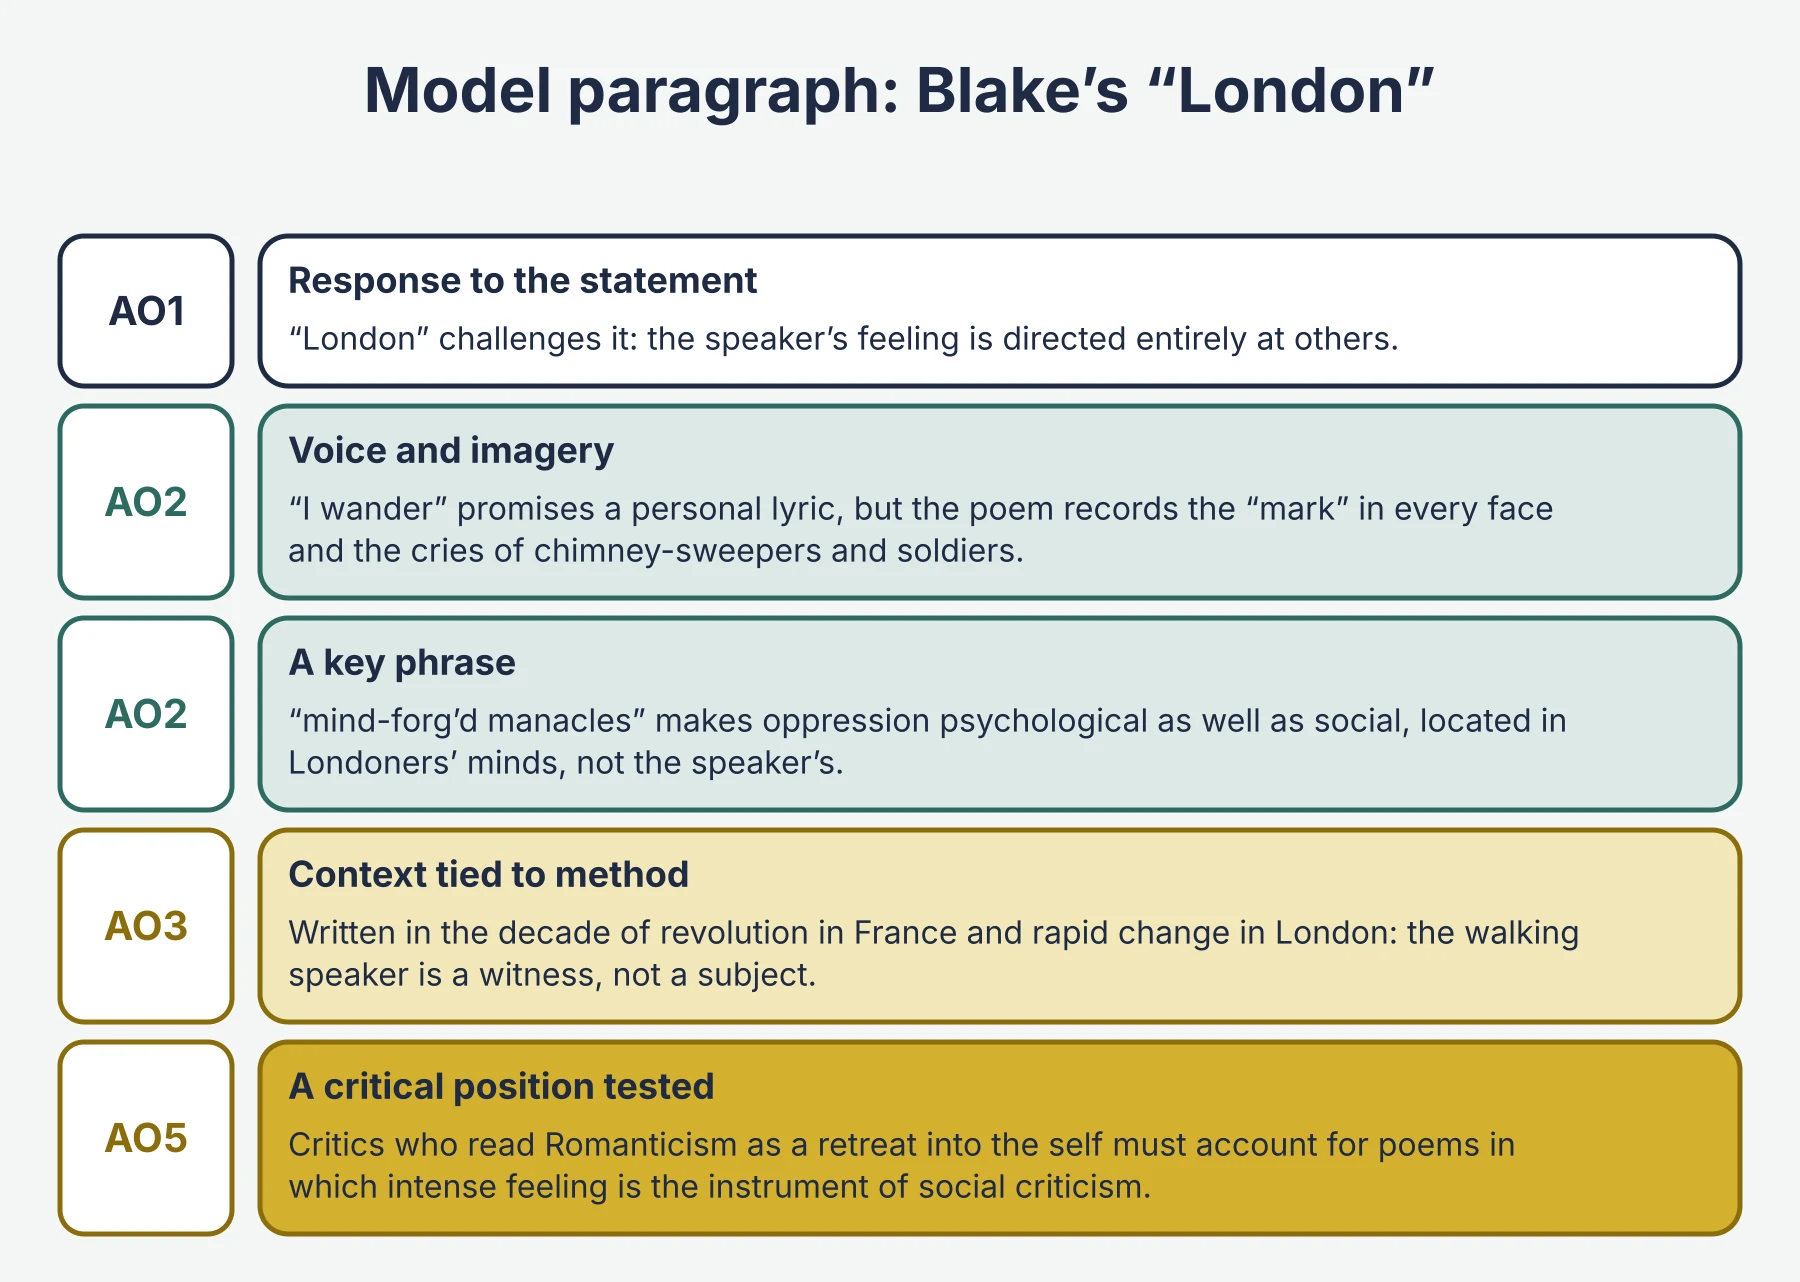 Model paragraph: Blake’s “London”
AO1
Response to the statement
“London” challenges it: the speaker’s feeling is directed entirely at others.
AO2
Voice and imagery
“I wander” promises a personal lyric, but the poem records the “mark” in every face
and the cries of chimney-sweepers and soldiers.
AO2
A key phrase
“mind-forg’d manacles” makes oppression psychological as well as social, located in
Londoners’ minds, not the speaker’s.
AO3
Context tied to method
Written in the decade of revolution in France and rapid change in London: the walking
speaker is a witness, not a subject.
AO5
A critical position tested
Critics who read Romanticism as a retreat into the self must account for poems in
which intense feeling is the instrument of social criticism.